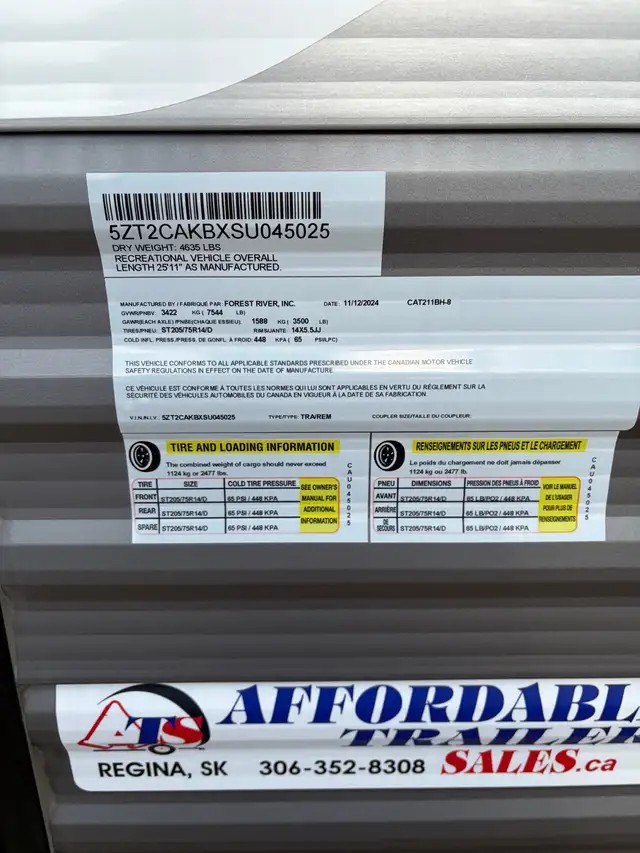 5ZT2CAKBXSU045025
DRY WEIGHT: 4635 LBS
RECREATIONAL VEHICLE OVERALL
LENGTH 25'11" AS MANUFACTURED.
MANUFACTURED BY / FABRIQUÉ PAR: FOREST RIVER, INC. DATE: 11/12/2024 CAT211BH-8
GVWR/PNBV: 3422 KG ( 7544 LB)
GAWR(EACH AXLE) /PNBE(CHAQUE ESSIEU): 1588 KG ( 3500 LB)
TIRES/PNEU: ST205/75R14/D RIMS/JANTE: 14X5.5JJ
COLD INFL. PRESS./PRESS. DE GONFL. À FROID: 448 KPA ( 65 PSI/LPC)
THIS VEHICLE CONFORMS TO ALL APPLICABLE STANDARDS PRESCRIBED UNDER THE CANADIAN MOTOR VEHICLE
SAFETY REGULATIONS IN EFFECT ON THE DATE OF MANUFACTURE
CE VÉHICULE EST CONFORME À TOUTES LES NORMES QUI LUI SONT APPLICABLES EN VERTU DU RÉGLEMENT SUR LA
SÉCURITÉ DES VÉHICULES AUTOMOBILES DU CANADA EN VIGUEUR À LA DATE DE SA FABRICATION
V.I.N./N.I.V.: 5ZT2CAKBXSU045025 TYPE/TYPE: TRA/REM COUPLER SIZE/TAILLE DU COUPLEUR:
TIRE AND LOADING INFORMATION
The combined weight of cargo should never exceed
1124 kg or 2477 lbs.
TIRE SIZE COLD TIRE PRESSURE
FRONT ST205/75R14/D 65 PSI / 448 KPA
REAR ST205/75R14/D 65 PSI / 448 KPA
SPARE ST205/75R14/D 65 PSI / 448 KPA
SEE OWNER'S
MANUAL FOR
ADDITIONAL
INFORMATION
CAU045025
RENSEIGNEMENTS SUR LES PNEUS ET LE CHARGEMENT
Le poids du chargement ne doit jamais dépasser
1124 kg ou 2477 lb.
PNEU DIMENSIONS PRESSION DES PNEUS À FROID
AVANT ST205/75R14/D 65 LB/PO2 / 448 KPA
ARRIÈRE ST205/75R14/D 65 LB/PO2 / 448 KPA
DE SECOURS ST205/75R14/D 65 LB/PO2 / 448 KPA
VOIR LE MANUEL
DE L'USAGER
POUR PLUS DE
RENSEIGNEMENTS
CAU045025
ATS
AFFORDABL
TRAILER
SALES.ca
REGINA, SK 306-352-8308